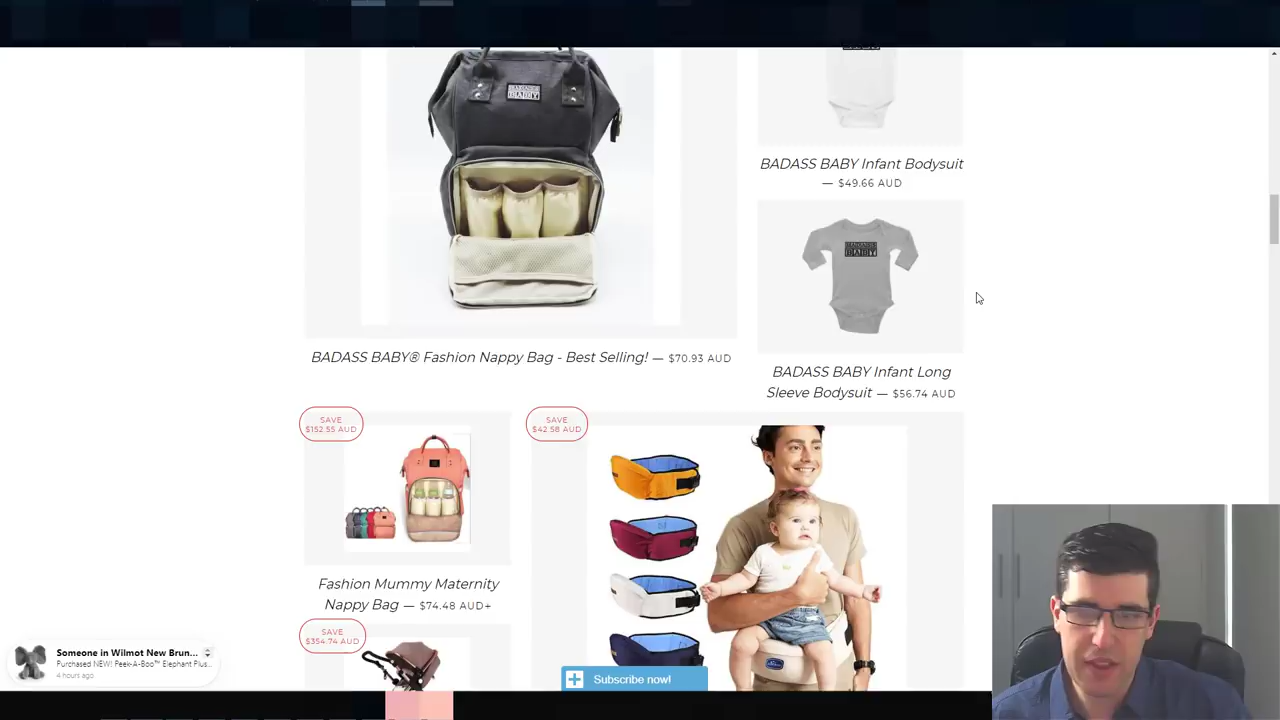 BADASS BABY Infant Bodysuit
— $49.66 AUD
BADASS BABY
BADASS BABY® Fashion Nappy Bag - Best Selling! — $70.93 AUD
BADASS BABY Infant Long
Sleeve Bodysuit — $56.74 AUD
SAVE
$152.55 AUD
SAVE
$42.58 AUD
Fashion Mummy Maternity
Nappy Bag — $74.48 AUD+
SAVE
$354.74 AUD
Someone in Wilmot New Brun...
Purchased NEW! Peek-A-Boo™ Elephant Plus...
4 hours ago
Subscribe now!